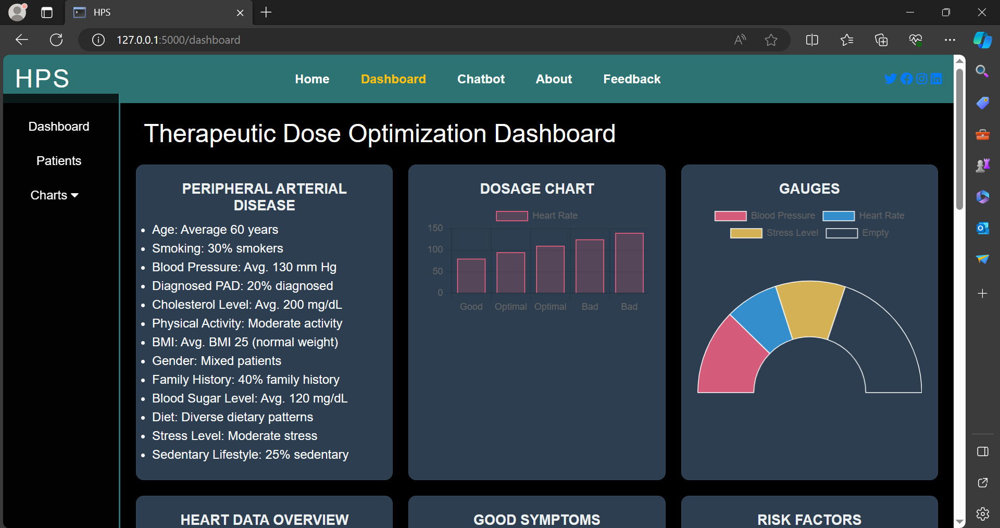 HPS
127.0.0.1:5000/dashboard
HPS
Home
Dashboard
Chatbot
About
Feedback
Dashboard
Patients
Charts
Therapeutic Dose Optimization Dashboard
PERIPHERAL ARTERIAL
DISEASE
Age: Average 60 years
Smoking: 30% smokers
Blood Pressure: Avg. 130 mm Hg
Diagnosed PAD: 20% diagnosed
Cholesterol Level: Avg. 200 mg/dL
Physical Activity: Moderate activity
BMI: Avg. BMI 25 (normal weight)
Gender: Mixed patients
Family History: 40% family history
Blood Sugar Level: Avg. 120 mg/dL
Diet: Diverse dietary patterns
Stress Level: Moderate stress
Sedentary Lifestyle: 25% sedentary
DOSAGE CHART
Heart Rate
150
100
50
0
Good Optimal Optimal Bad Bad
GAUGES
Blood Pressure Heart Rate
Stress Level Empty
HEART DATA OVERVIEW
GOOD SYMPTOMS
RISK FACTORS